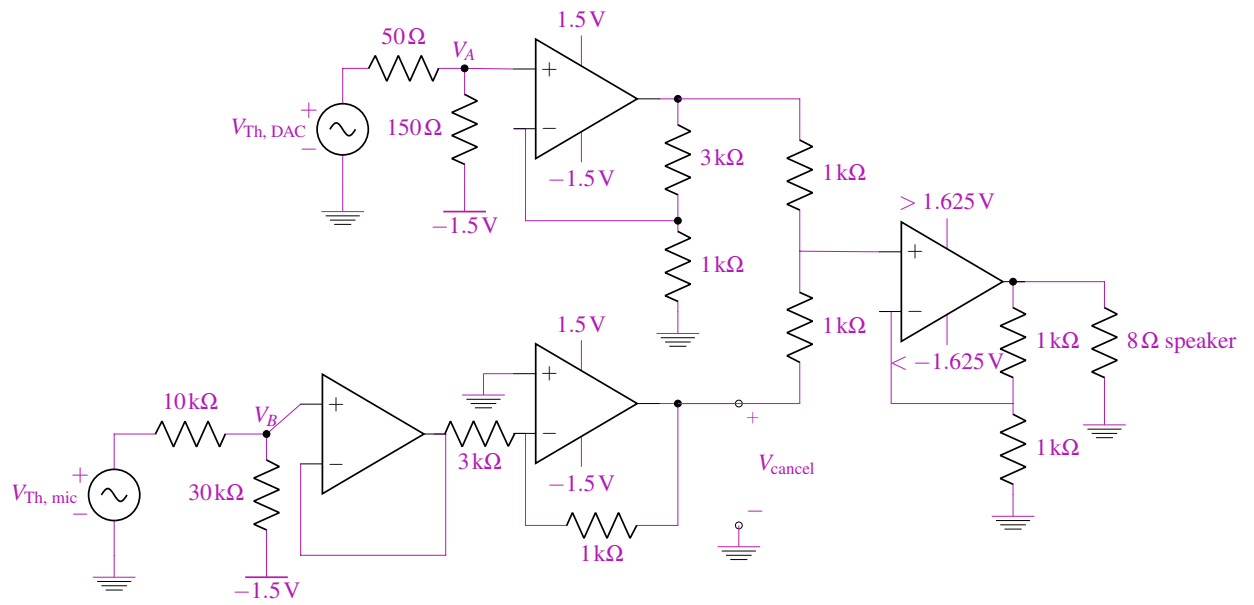 1.5 V
50 Ω
V_A
+
−
+
−
V_Th, DAC
150 Ω
3 kΩ
−1.5 V
−1.5 V
1 kΩ
> 1.625 V
1 kΩ
+
−
1 kΩ
1.5 V
1 kΩ
8 Ω speaker
< −1.625 V
10 kΩ
V_B
+
−
+
−
+
1 kΩ
3 kΩ
V_cancel
+
−
V_Th, mic
30 kΩ
−1.5 V
−
1 kΩ
−1.5 V